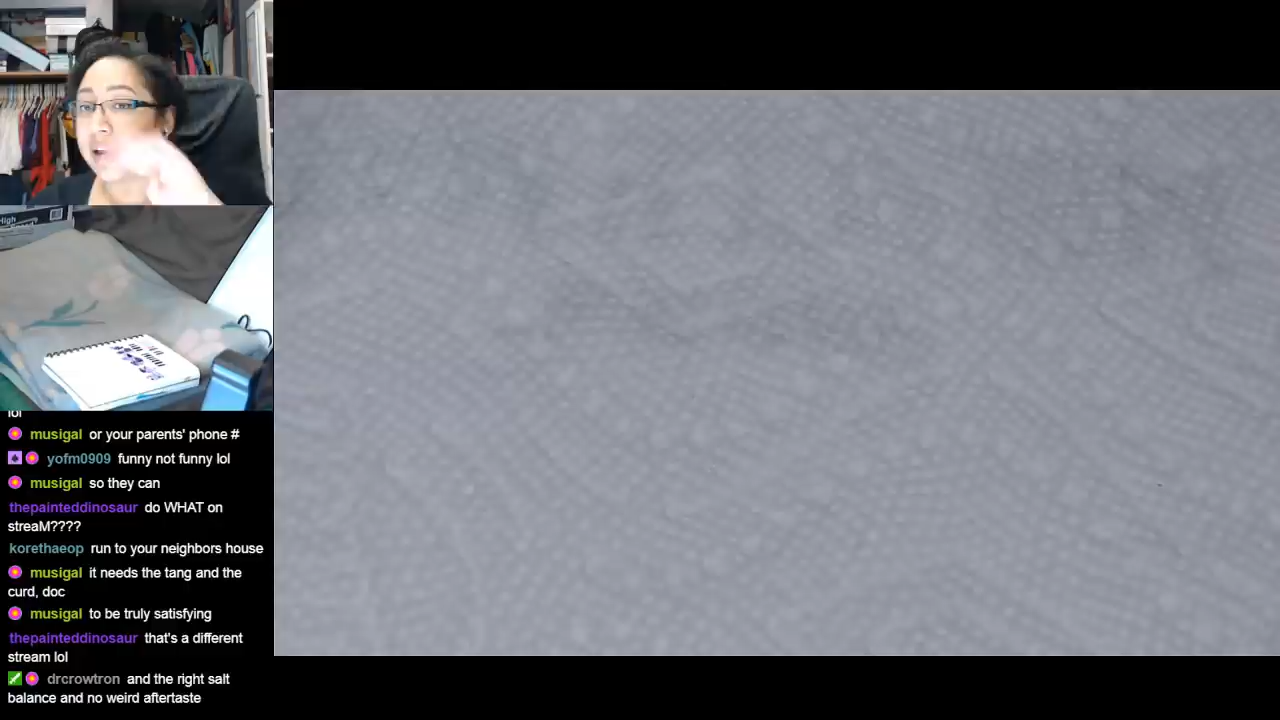 High
lol
musigal or your parents' phone #
yofm0909 funny not funny lol
musigal so they can
thepainteddinosaur do WHAT on
streaM????
korethaeop run to your neighbors house
musigal it needs the tang and the
curd, doc
musigal to be truly satisfying
thepainteddinosaur that's a different
stream lol
drcrowtron and the right salt
balance and no weird aftertaste